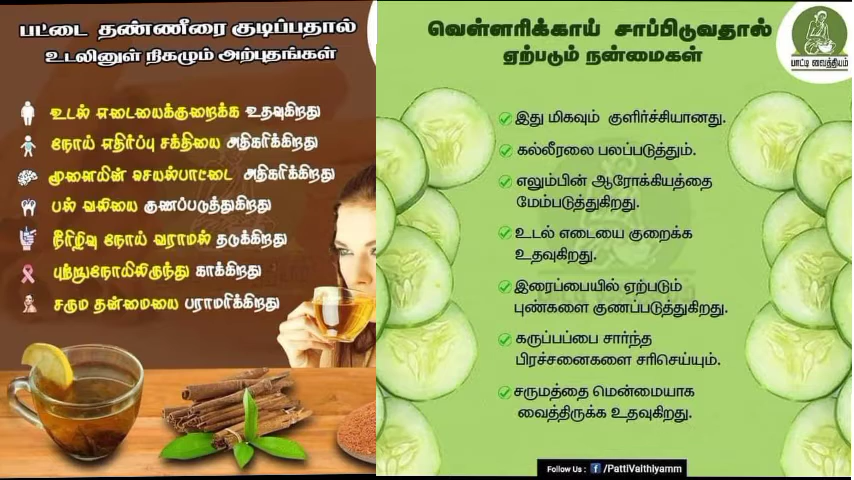 பட்டை தண்ணீரை குடிப்பதால்
உடலினுள் நிகழும் அற்புதங்கள்
உடல் எடையைக்குறைக்க உதவுகிறது
நோய் எதிர்ப்பு சக்தியை அதிகரிக்கிறது
மூளையின் செயல்பாட்டை அதிகரிக்கிறது
பல் வலியை குணப்படுத்துகிறது
நீரிழிவு நோய் வராமல் தடுக்கிறது
புற்றுநோயிலிருந்து காக்கிறது
சரும தன்மையை பராமரிக்கிறது
வெள்ளரிக்காய் சாப்பிடுவதால்
ஏற்படும் நன்மைகள்
பாட்டி வைத்தியம்
இது மிகவும் குளிர்ச்சியானது.
கல்லீரலை பலப்படுத்தும்.
எலும்பின் ஆரோக்கியத்தை
மேம்படுத்துகிறது.
உடல் எடையை குறைக்க
உதவுகிறது.
இரைப்பையில் ஏற்படும்
புண்களை குணப்படுத்துகிறது.
கருப்பப்பை சார்ந்த
பிரச்சனைகளை சரிசெய்யும்.
சருமத்தை மென்மையாக
வைத்திருக்க உதவுகிறது.
Follow Us : f /PattiVaithiyamm